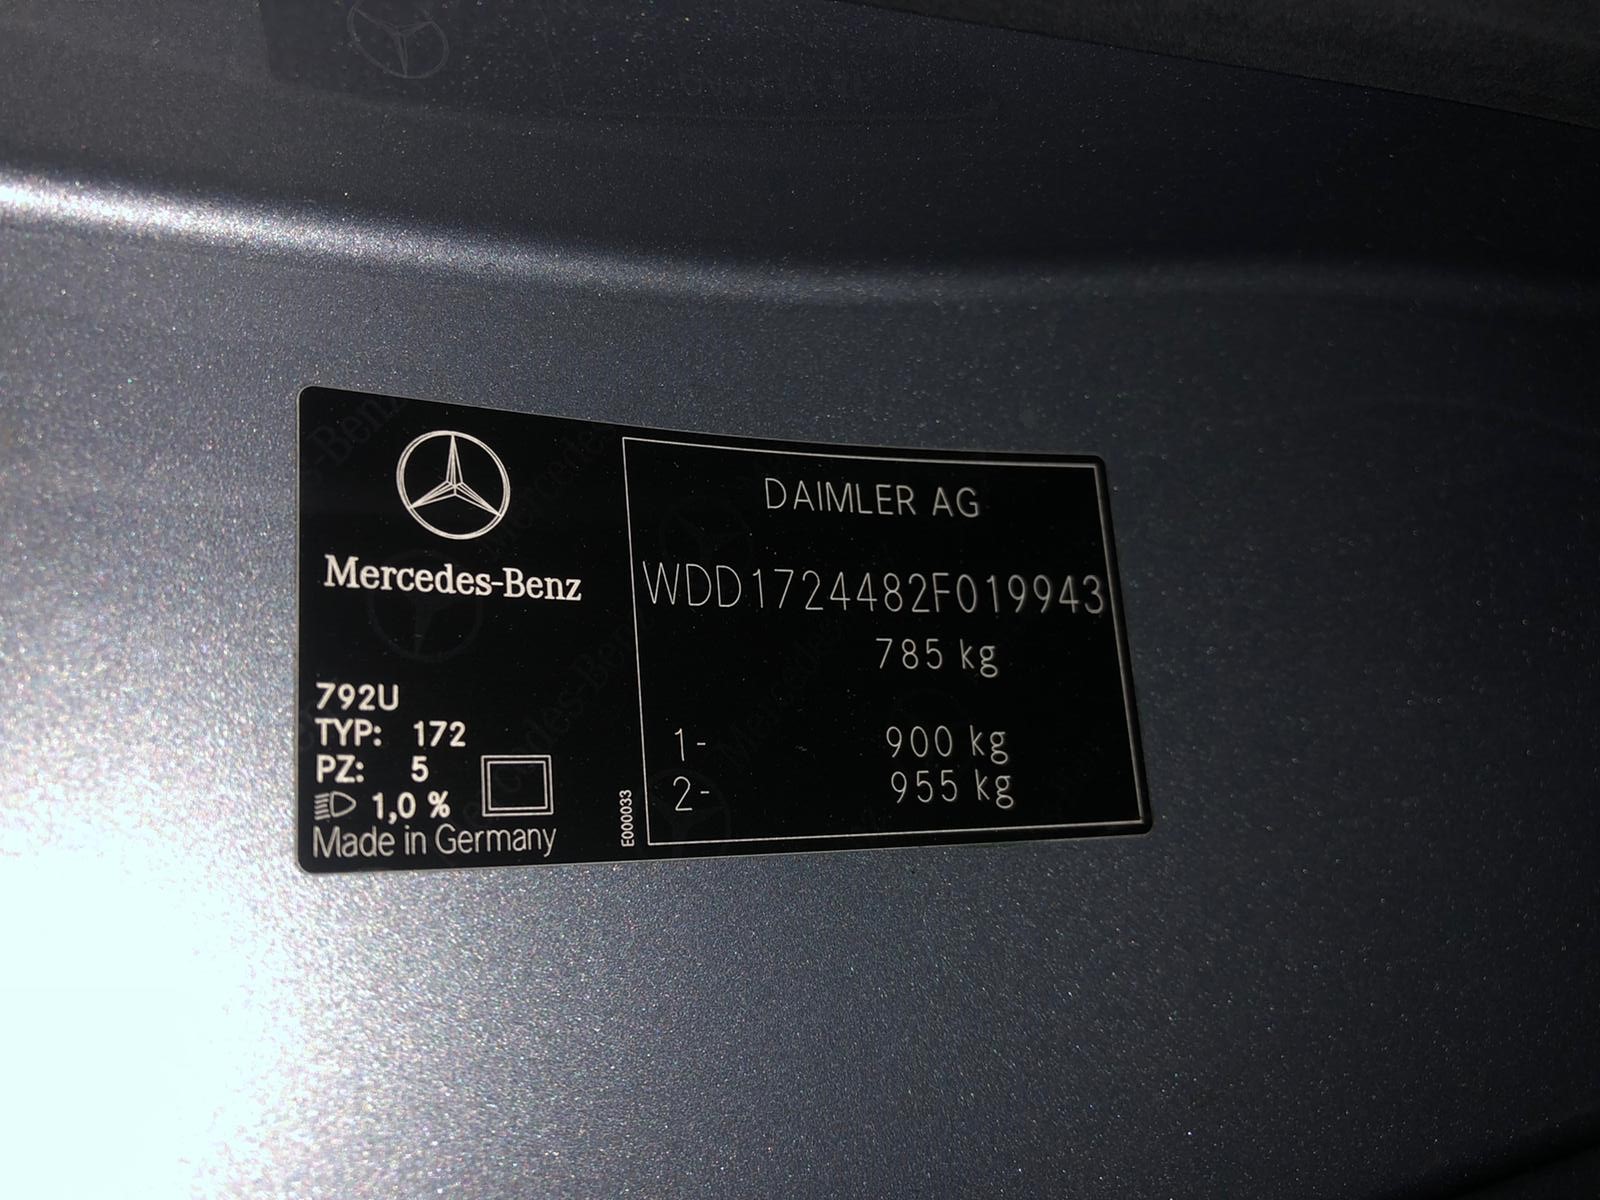 Mercedes-Benz
792U
TYP: 172
PZ: 5
1,0 %
Made in Germany
E000033
DAIMLER AG
WDD1724482F019943
785 kg
1- 900 kg
2- 955 kg